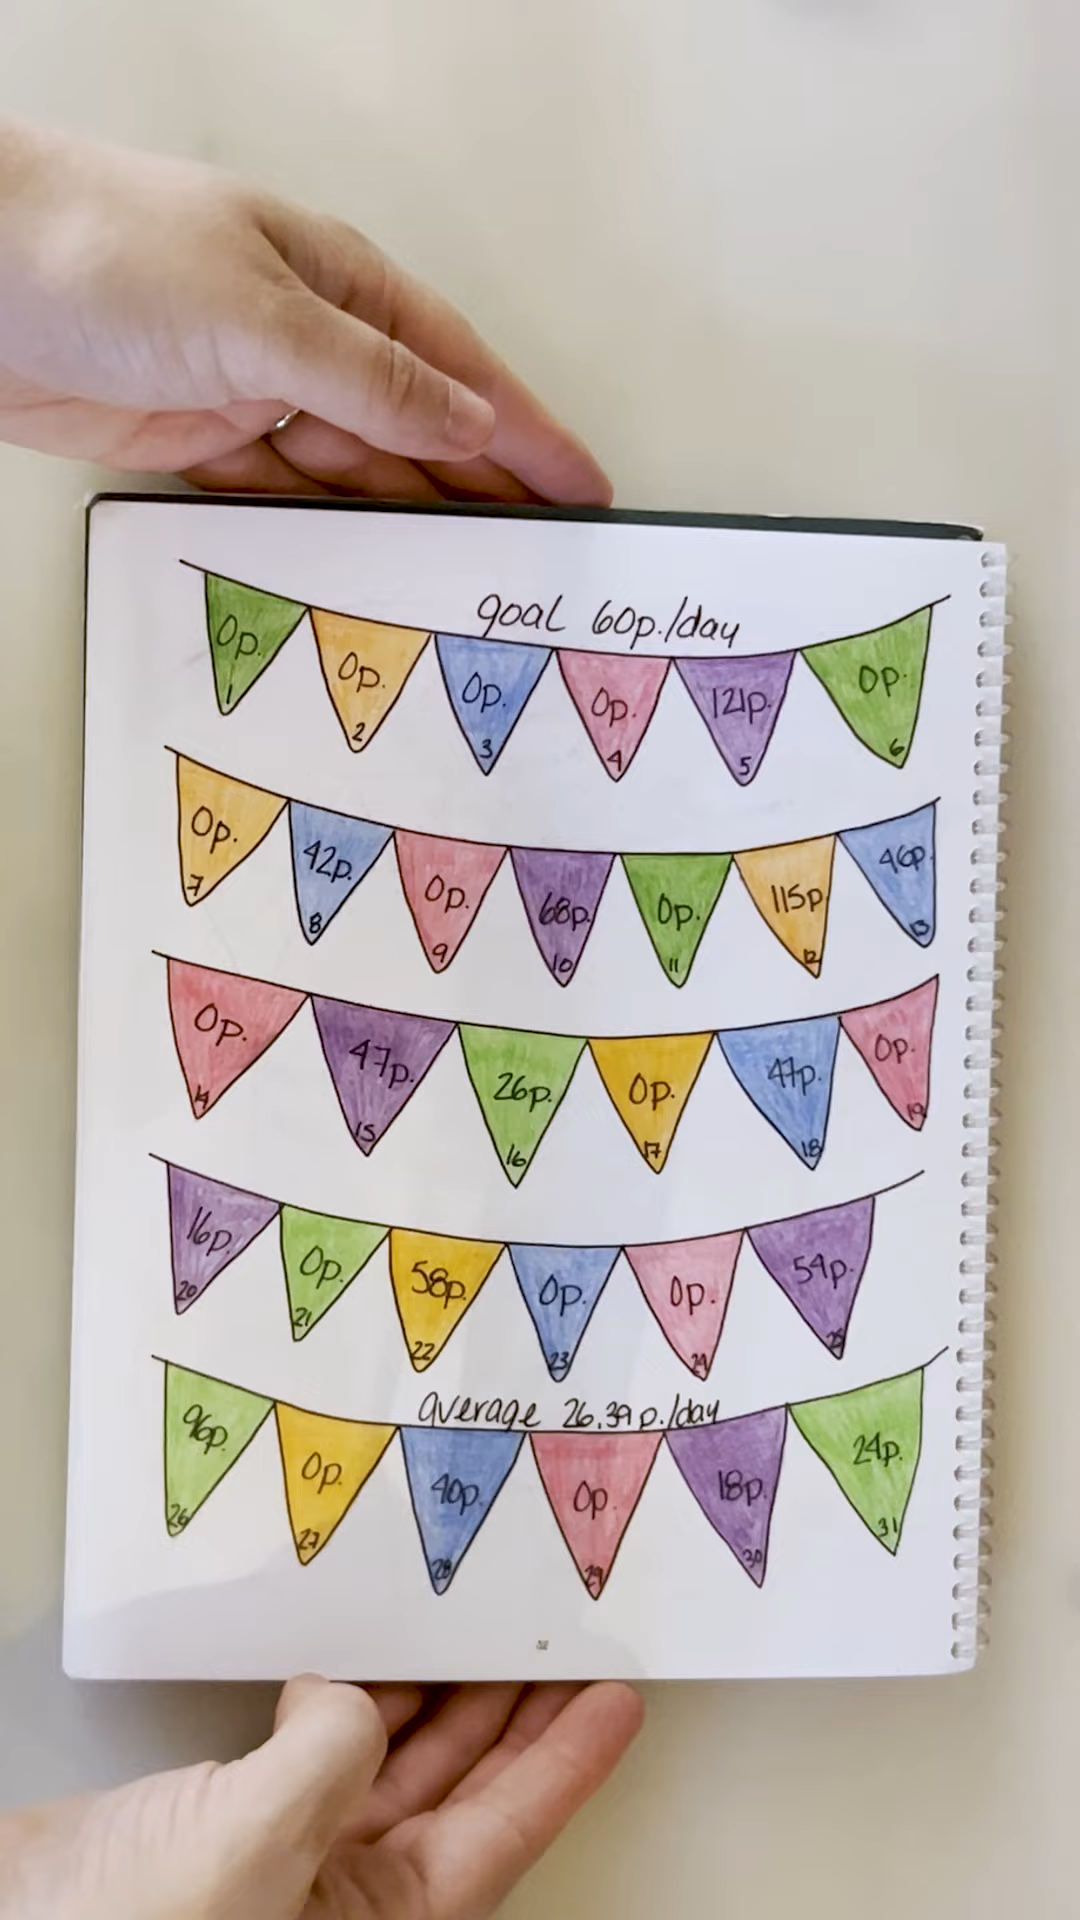 goal 60p./day
0p. 0p. 0p. 0p. 121p. 0p.
1 2 3 4 5 6
0p. 42p. 0p. 68p. 0p. 115p. 46p.
7 8 9 10 11 12 13
0p. 47p. 26p. 0p. 47p. 0p.
14 15 16 17 18 19
16p. 0p. 58p. 0p. 0p. 54p.
20 21 22 23 24 25
average 26.39p./day
96p. 0p. 40p. 0p. 18p. 24p.
26 27 28 29 30 31